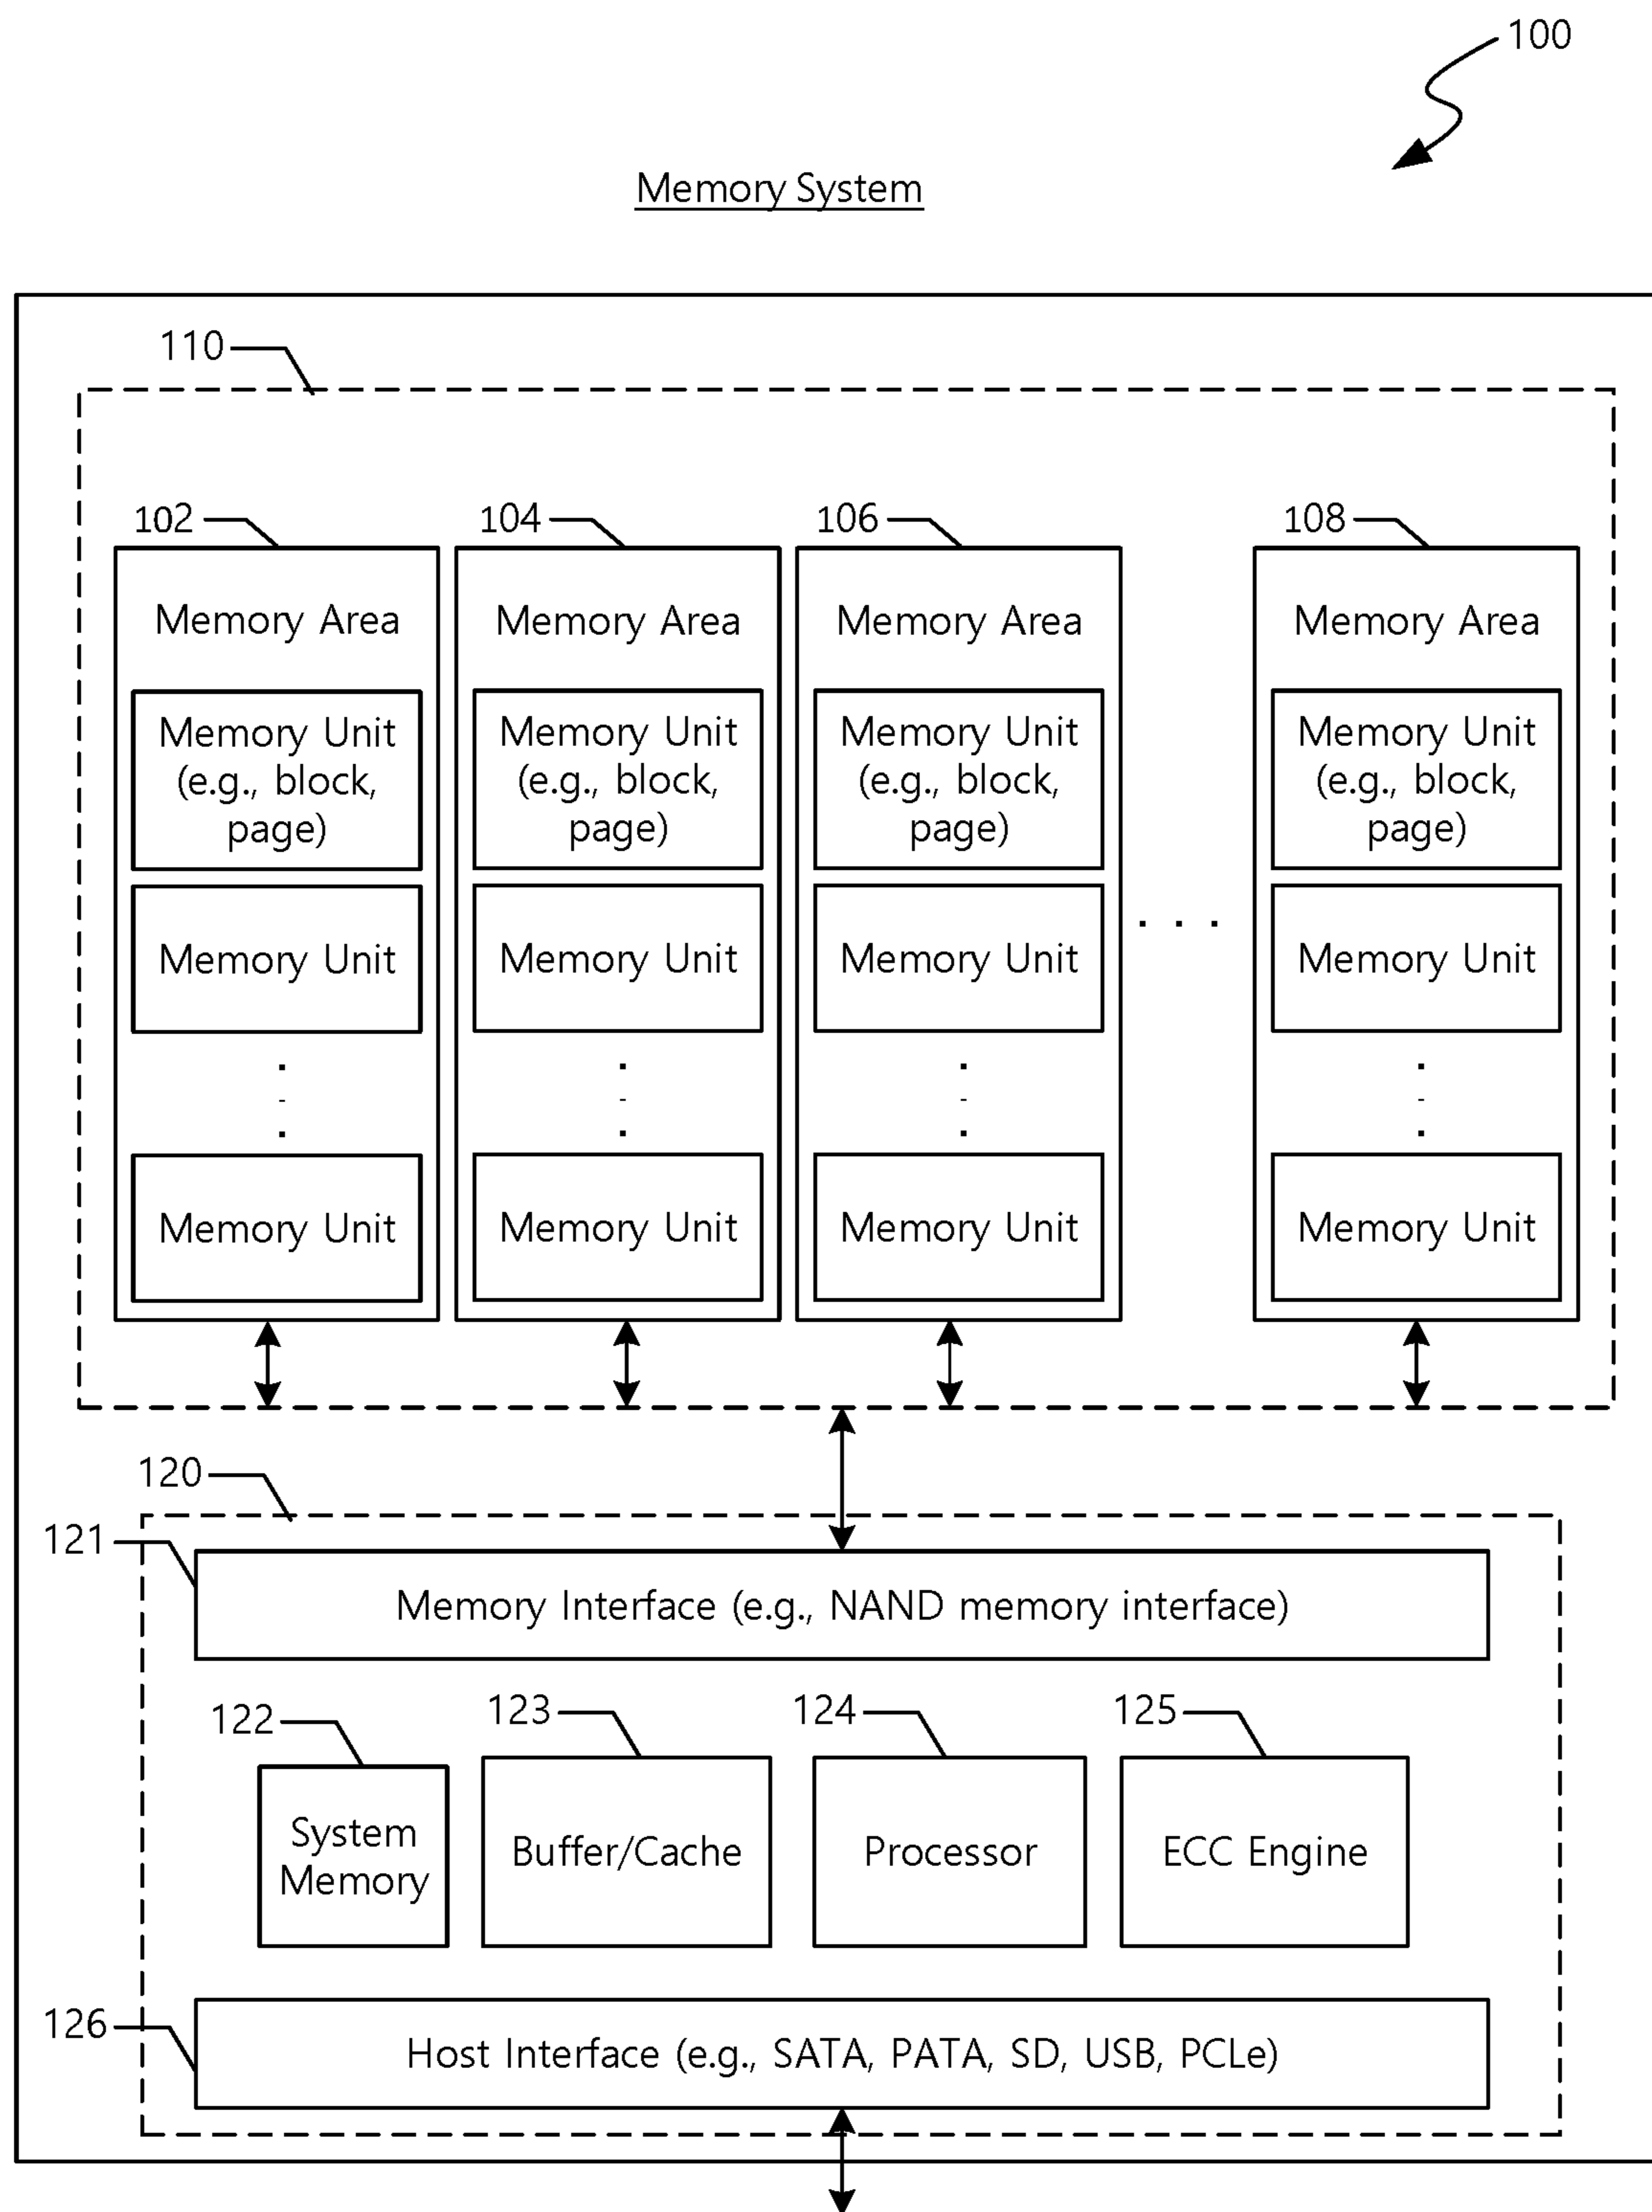 100
Memory System
110
102
104
106
108
Memory Area
Memory Area
Memory Area
Memory Area
Memory Unit
(e.g., block,
page)
Memory Unit
(e.g., block,
page)
Memory Unit
(e.g., block,
page)
Memory Unit
(e.g., block,
page)
Memory Unit
Memory Unit
Memory Unit
. . .
Memory Unit
Memory Unit
Memory Unit
Memory Unit
Memory Unit
120
121
Memory Interface (e.g., NAND memory interface)
122
123
124
125
System
Memory
Buffer/Cache
Processor
ECC Engine
126
Host Interface (e.g., SATA, PATA, SD, USB, PCLe)